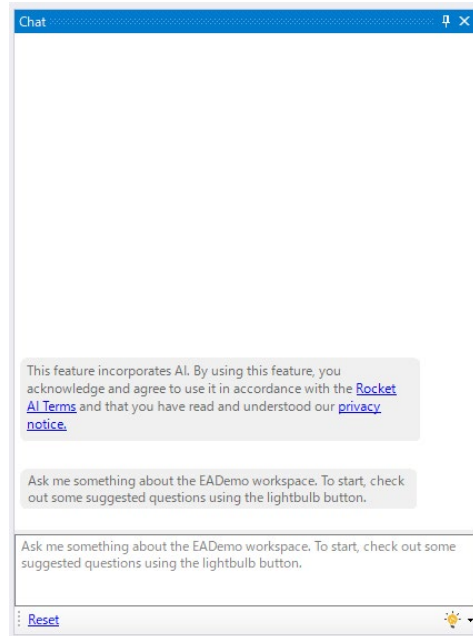 Chat
This feature incorporates AI. By using this feature, you
acknowledge and agree to use it in accordance with the Rocket
AI Terms and that you have read and understood our privacy
notice.
Ask me something about the EADemo workspace. To start, check
out some suggested questions using the lightbulb button.
Ask me something about the EADemo workspace. To start, check out some
suggested questions using the lightbulb button.
Reset